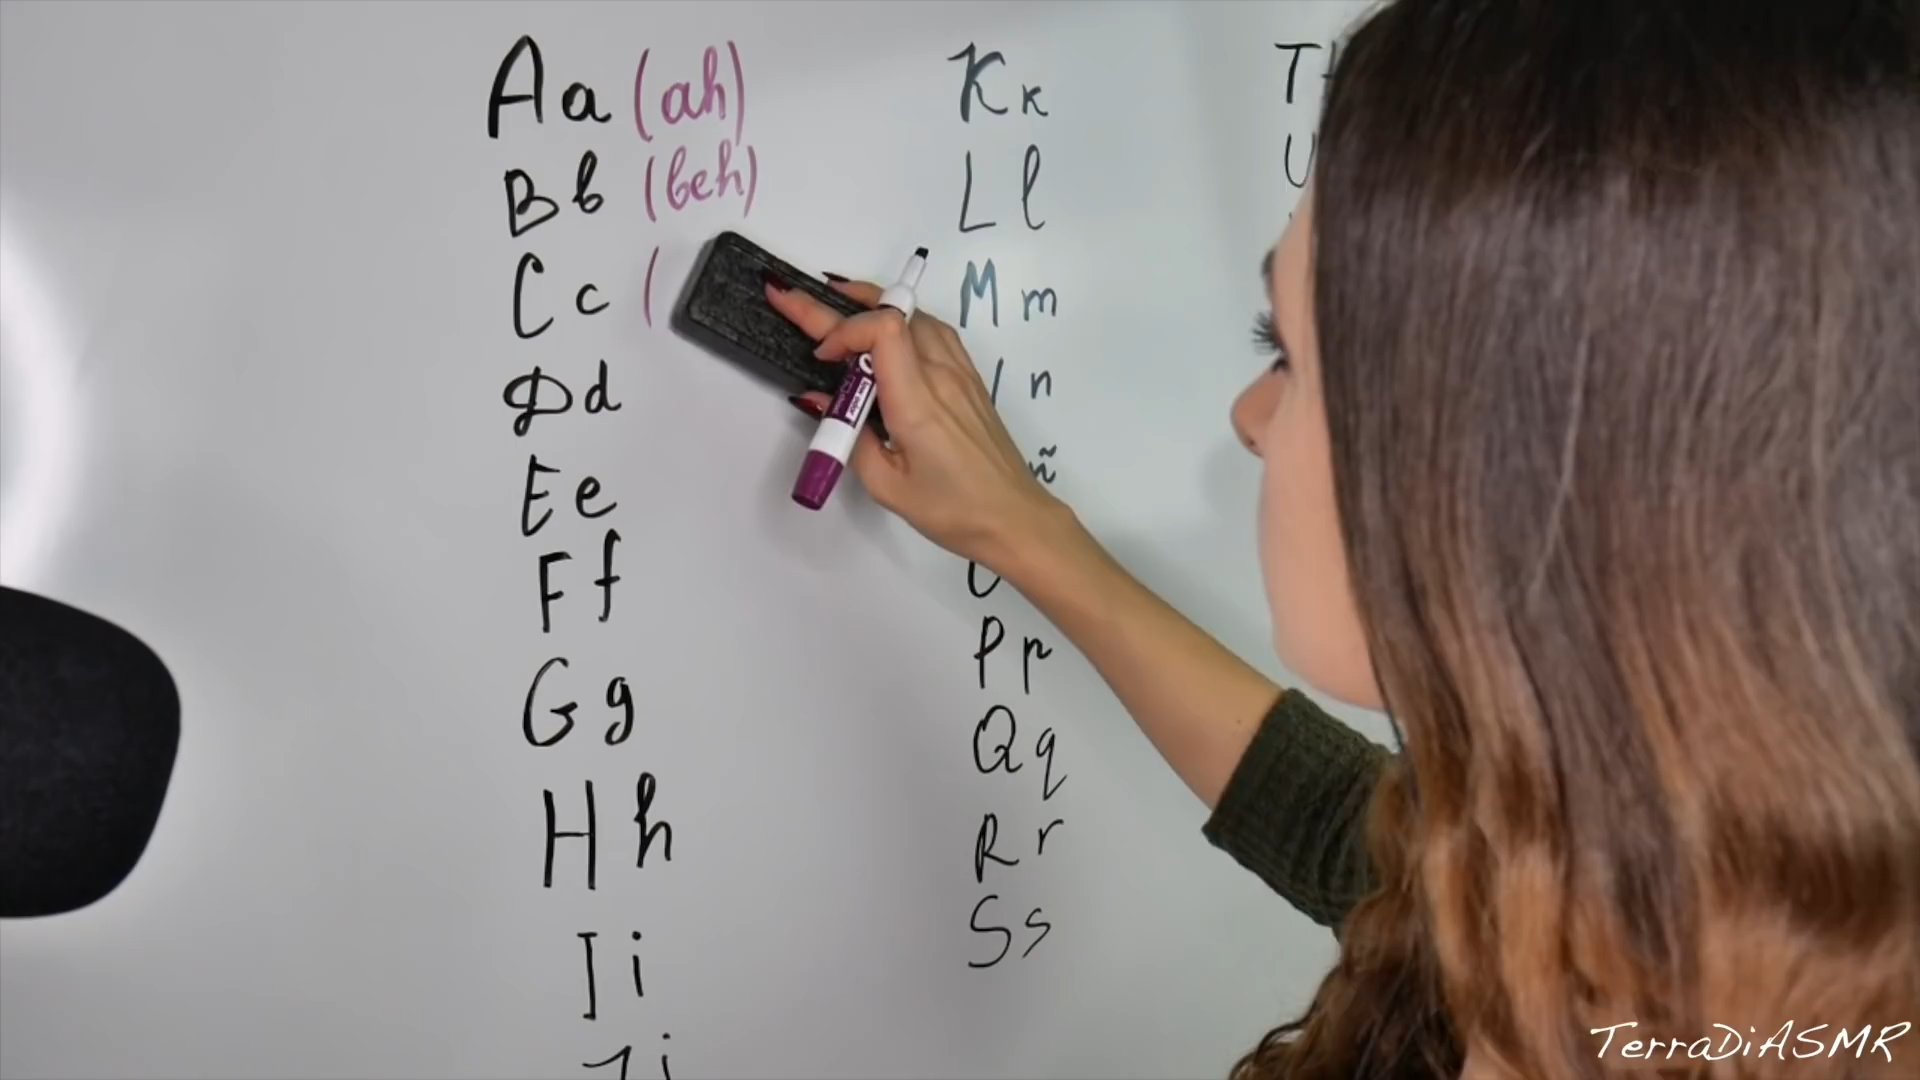 Aa (ah)
Bb (beh)
Cc (
Dd
Ee
Ff
Gg
Hh
Ii
Jj
Kk
Ll
Mm
n
ñ
Pp
Qq
Rr
Ss
T
U
TerraDiASMR